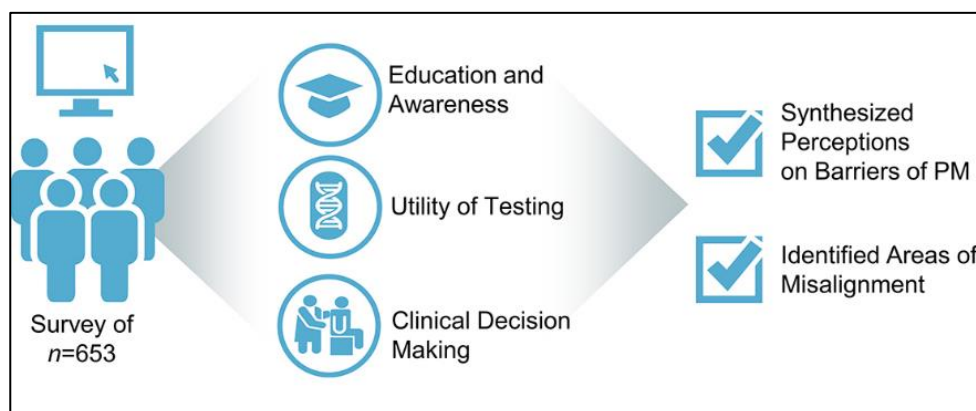 Survey of
n=653
Education and
Awareness
Utility of Testing
Clinical Decision
Making
Synthesized
Perceptions
on Barriers of PM
Identified Areas of
Misalignment